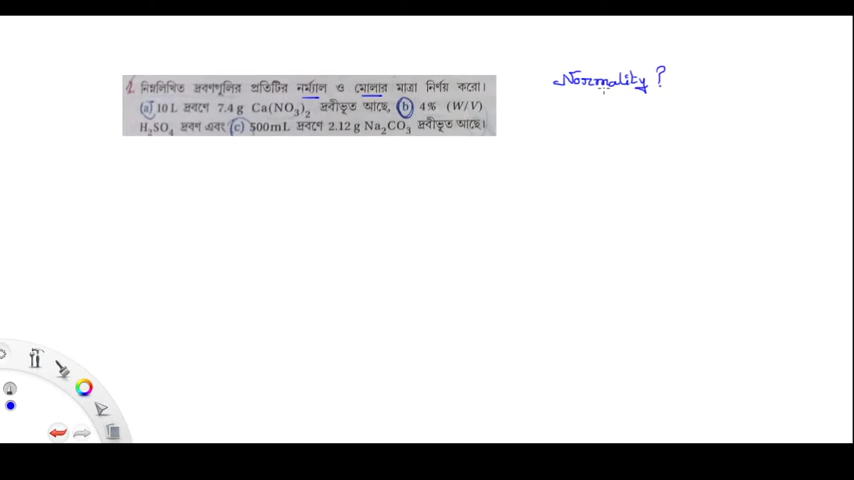 1. নিম্নলিখিত দ্রবণগুলির প্রতিটির নর্ম্যাল ও মোলার মাত্রা নির্ণয় করো।
(a) 10 L দ্রবণে 7.4 g Ca(NO₃)₂ দ্রবীভূত আছে, (b) 4% (W/V)
H₂SO₄ দ্রবণ এবং (c) 500mL দ্রবণে 2.12 g Na₂CO₃ দ্রবীভূত আছে।
Normality ?